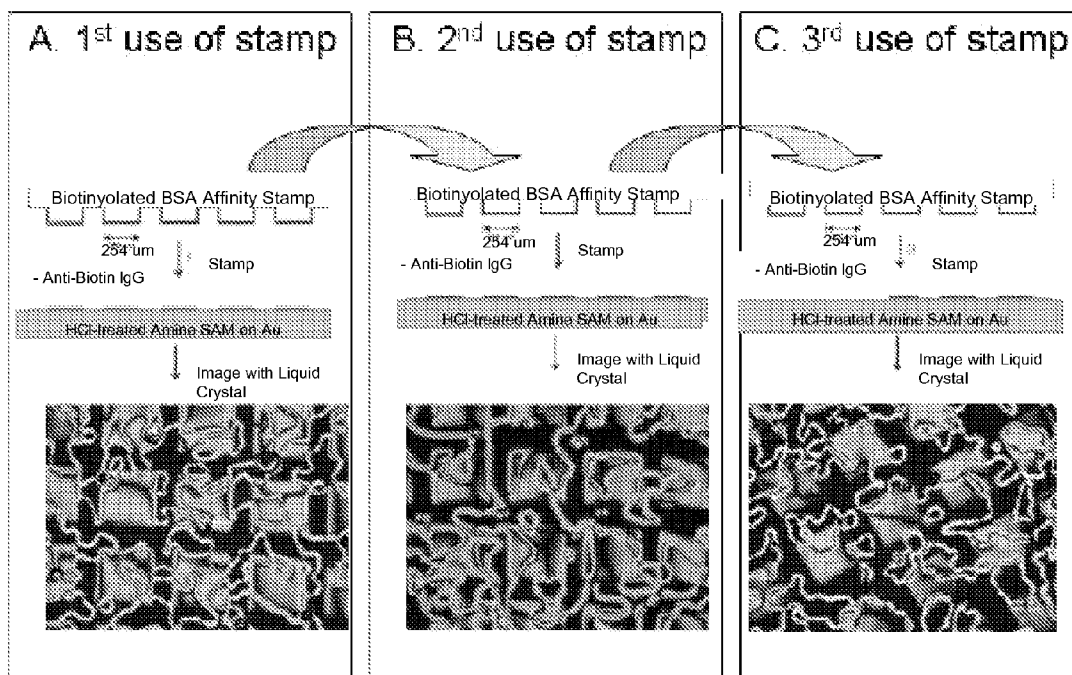 A. 1st use of stamp
Biotinyolated BSA Affinity Stamp
254 um
Stamp
- Anti-Biotin IgG
HCl-treated Amine SAM on Au
Image with Liquid
Crystal
B. 2nd use of stamp
Biotinyolated BSA Affinity Stamp
254 um
Stamp
- Anti-Biotin IgG
HCl-treated Amine SAM on Au
Image with Liquid
Crystal
C. 3rd use of stamp
Biotinyolated BSA Affinity Stamp
254 um
Stamp
- Anti-Biotin IgG
HCl-treated Amine SAM on Au
Image with Liquid
Crystal